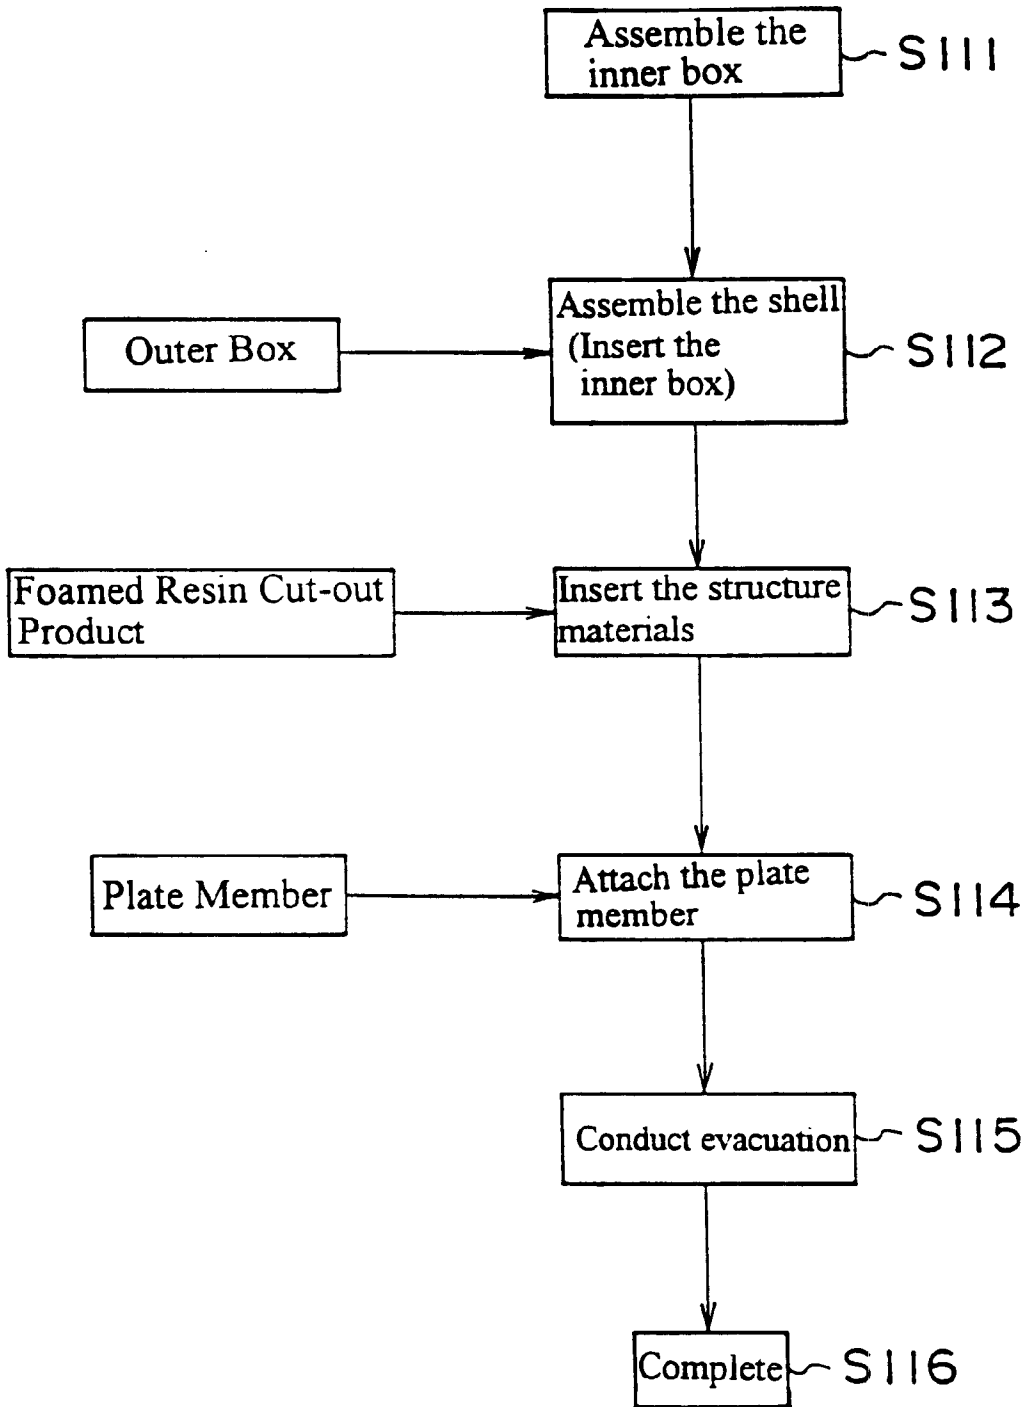 Assemble the
inner box
S111
Assemble the shell
(Insert the
inner box)
S112
Outer Box
Foamed Resin Cut-out
Product
Insert the structure
materials
S113
Plate Member
Attach the plate
member
S114
Conduct evacuation
S115
Complete
S116